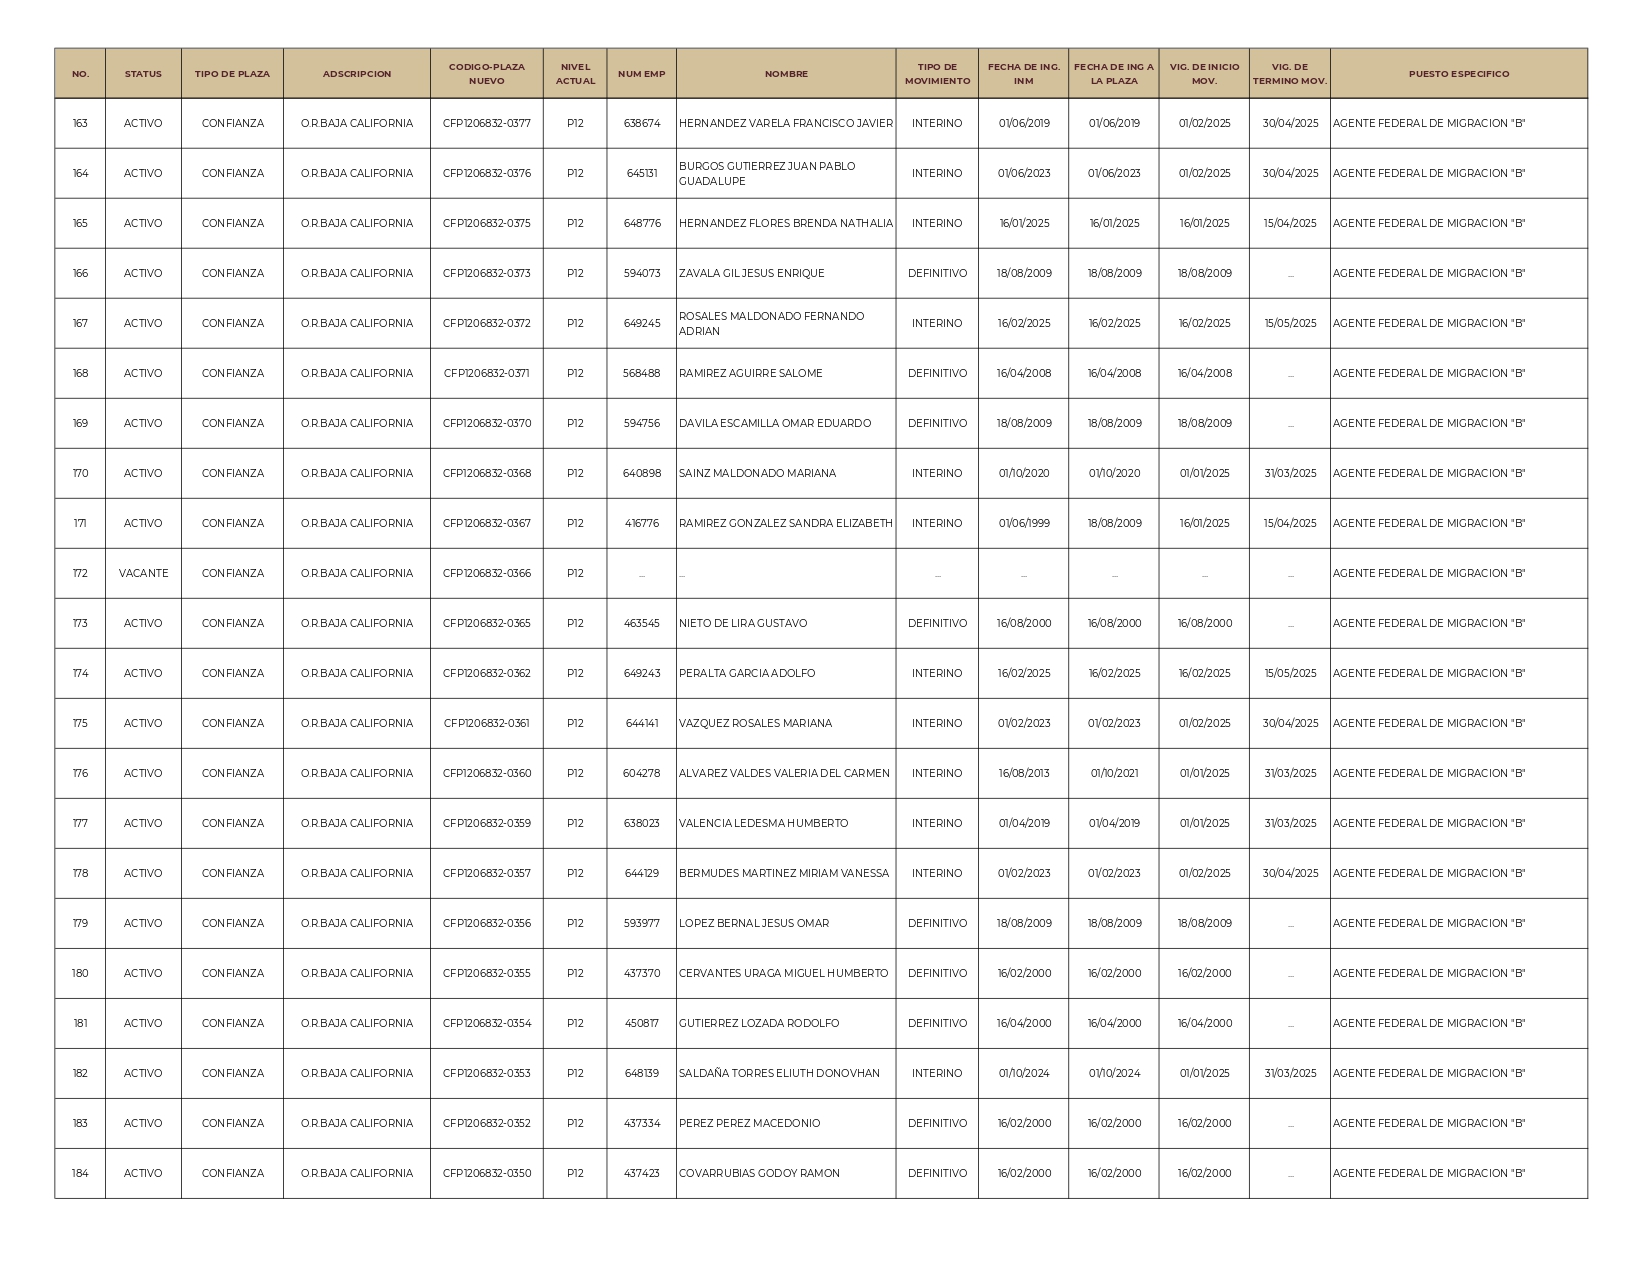 NO. STATUS TIPO DE PLAZA ADSCRIPCION CODIGO-PLAZA NUEVO NIVEL ACTUAL NUM EMP NOMBRE TIPO DE MOVIMIENTO FECHA DE ING. INM FECHA DE ING A LA PLAZA VIG. DE INICIO MOV. VIG. DE TERMINO MOV. PUESTO ESPECIFICO
163 ACTIVO CONFIANZA O.R.BAJA CALIFORNIA CFP1206832-0377 P12 638674 HERNANDEZ VARELA FRANCISCO JAVIER INTERINO 01/06/2019 01/06/2019 01/02/2025 30/04/2025 AGENTE FEDERAL DE MIGRACION "B"
164 ACTIVO CONFIANZA O.R.BAJA CALIFORNIA CFP1206832-0376 P12 645131 BURGOS GUTIERREZ JUAN PABLO GUADALUPE INTERINO 01/06/2023 01/06/2023 01/02/2025 30/04/2025 AGENTE FEDERAL DE MIGRACION "B"
165 ACTIVO CONFIANZA O.R.BAJA CALIFORNIA CFP1206832-0375 P12 648776 HERNANDEZ FLORES BRENDA NATHALIA INTERINO 16/01/2025 16/01/2025 16/01/2025 15/04/2025 AGENTE FEDERAL DE MIGRACION "B"
166 ACTIVO CONFIANZA O.R.BAJA CALIFORNIA CFP1206832-0373 P12 594073 ZAVALA GIL JESUS ENRIQUE DEFINITIVO 18/08/2009 18/08/2009 18/08/2009 ... AGENTE FEDERAL DE MIGRACION "B"
167 ACTIVO CONFIANZA O.R.BAJA CALIFORNIA CFP1206832-0372 P12 649245 ROSALES MALDONADO FERNANDO ADRIAN INTERINO 16/02/2025 16/02/2025 16/02/2025 15/05/2025 AGENTE FEDERAL DE MIGRACION "B"
168 ACTIVO CONFIANZA O.R.BAJA CALIFORNIA CFP1206832-0371 P12 568488 RAMIREZ AGUIRRE SALOME DEFINITIVO 16/04/2008 16/04/2008 16/04/2008 ... AGENTE FEDERAL DE MIGRACION "B"
169 ACTIVO CONFIANZA O.R.BAJA CALIFORNIA CFP1206832-0370 P12 594756 DAVILA ESCAMILLA OMAR EDUARDO DEFINITIVO 18/08/2009 18/08/2009 18/08/2009 ... AGENTE FEDERAL DE MIGRACION "B"
170 ACTIVO CONFIANZA O.R.BAJA CALIFORNIA CFP1206832-0368 P12 640898 SAINZ MALDONADO MARIANA INTERINO 01/10/2020 01/10/2020 01/01/2025 31/03/2025 AGENTE FEDERAL DE MIGRACION "B"
171 ACTIVO CONFIANZA O.R.BAJA CALIFORNIA CFP1206832-0367 P12 416776 RAMIREZ GONZALEZ SANDRA ELIZABETH INTERINO 01/06/1999 18/08/2009 16/01/2025 15/04/2025 AGENTE FEDERAL DE MIGRACION "B"
172 VACANTE CONFIANZA O.R.BAJA CALIFORNIA CFP1206832-0366 P12 ... ... ... ... ... ... ... AGENTE FEDERAL DE MIGRACION "B"
173 ACTIVO CONFIANZA O.R.BAJA CALIFORNIA CFP1206832-0365 P12 463545 NIETO DE LIRA GUSTAVO DEFINITIVO 16/08/2000 16/08/2000 16/08/2000 ... AGENTE FEDERAL DE MIGRACION "B"
174 ACTIVO CONFIANZA O.R.BAJA CALIFORNIA CFP1206832-0362 P12 649243 PERALTA GARCIA ADOLFO INTERINO 16/02/2025 16/02/2025 16/02/2025 15/05/2025 AGENTE FEDERAL DE MIGRACION "B"
175 ACTIVO CONFIANZA O.R.BAJA CALIFORNIA CFP1206832-0361 P12 644141 VAZQUEZ ROSALES MARIANA INTERINO 01/02/2023 01/02/2023 01/02/2025 30/04/2025 AGENTE FEDERAL DE MIGRACION "B"
176 ACTIVO CONFIANZA O.R.BAJA CALIFORNIA CFP1206832-0360 P12 604278 ALVAREZ VALDES VALERIA DEL CARMEN INTERINO 16/08/2013 01/10/2021 01/01/2025 31/03/2025 AGENTE FEDERAL DE MIGRACION "B"
177 ACTIVO CONFIANZA O.R.BAJA CALIFORNIA CFP1206832-0359 P12 638023 VALENCIA LEDESMA HUMBERTO INTERINO 01/04/2019 01/04/2019 01/01/2025 31/03/2025 AGENTE FEDERAL DE MIGRACION "B"
178 ACTIVO CONFIANZA O.R.BAJA CALIFORNIA CFP1206832-0357 P12 644129 BERMUDES MARTINEZ MIRIAM VANESSA INTERINO 01/02/2023 01/02/2023 01/02/2025 30/04/2025 AGENTE FEDERAL DE MIGRACION "B"
179 ACTIVO CONFIANZA O.R.BAJA CALIFORNIA CFP1206832-0356 P12 593977 LOPEZ BERNAL JESUS OMAR DEFINITIVO 18/08/2009 18/08/2009 18/08/2009 ... AGENTE FEDERAL DE MIGRACION "B"
180 ACTIVO CONFIANZA O.R.BAJA CALIFORNIA CFP1206832-0355 P12 437370 CERVANTES URAGA MIGUEL HUMBERTO DEFINITIVO 16/02/2000 16/02/2000 16/02/2000 ... AGENTE FEDERAL DE MIGRACION "B"
181 ACTIVO CONFIANZA O.R.BAJA CALIFORNIA CFP1206832-0354 P12 450817 GUTIERREZ LOZADA RODOLFO DEFINITIVO 16/04/2000 16/04/2000 16/04/2000 ... AGENTE FEDERAL DE MIGRACION "B"
182 ACTIVO CONFIANZA O.R.BAJA CALIFORNIA CFP1206832-0353 P12 648139 SALDAÑA TORRES ELIUTH DONOVHAN INTERINO 01/10/2024 01/10/2024 01/01/2025 31/03/2025 AGENTE FEDERAL DE MIGRACION "B"
183 ACTIVO CONFIANZA O.R.BAJA CALIFORNIA CFP1206832-0352 P12 437334 PEREZ PEREZ MACEDONIO DEFINITIVO 16/02/2000 16/02/2000 16/02/2000 ... AGENTE FEDERAL DE MIGRACION "B"
184 ACTIVO CONFIANZA O.R.BAJA CALIFORNIA CFP1206832-0350 P12 437423 COVARRUBIAS GODOY RAMON DEFINITIVO 16/02/2000 16/02/2000 16/02/2000 ... AGENTE FEDERAL DE MIGRACION "B"